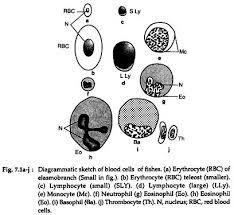 RBC
a
S Ly
c
N
RBC
Mc
b
L Ly
d
e
N
Eo
Ba
Th
h
i
j
Fig. 7.1a-j : Diagrammatic sketch of blood cells of fishes. (a) Erythrocyte (RBC) of
elasmobranch (Small in fig.). (b) Erythrocyte (RBC) teleost (smaller).
(c) Lymphocyte (small) (SLY). (d) Lymphocyte (large) (LLy).
(e) Monocyte (Mc). (f) Neutrophil (g) Eosinophil (Eo). (h) Eosinophil
(Eo). (i) Basophil (Ba). (j) Thrombocyte (Th). N, nucleus; RBC, red blood
cells.